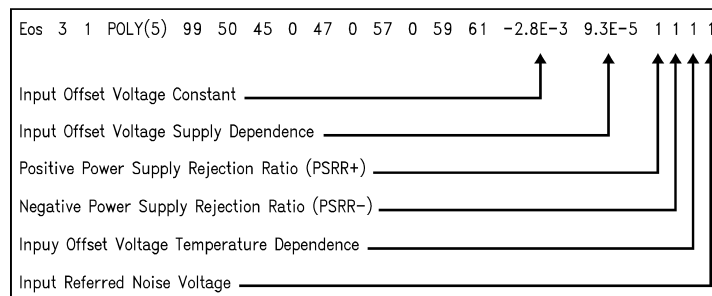 Eos 3 1 POLY(5) 99 50 45 0 47 0 57 0 59 61 -2.8E-3 9.3E-5 1 1 1 1
Input Offset Voltage Constant
Input Offset Voltage Supply Dependence
Positive Power Supply Rejection Ratio (PSRR+)
Negative Power Supply Rejection Ratio (PSRR-)
Inpuy Offset Voltage Temperature Dependence
Input Referred Noise Voltage